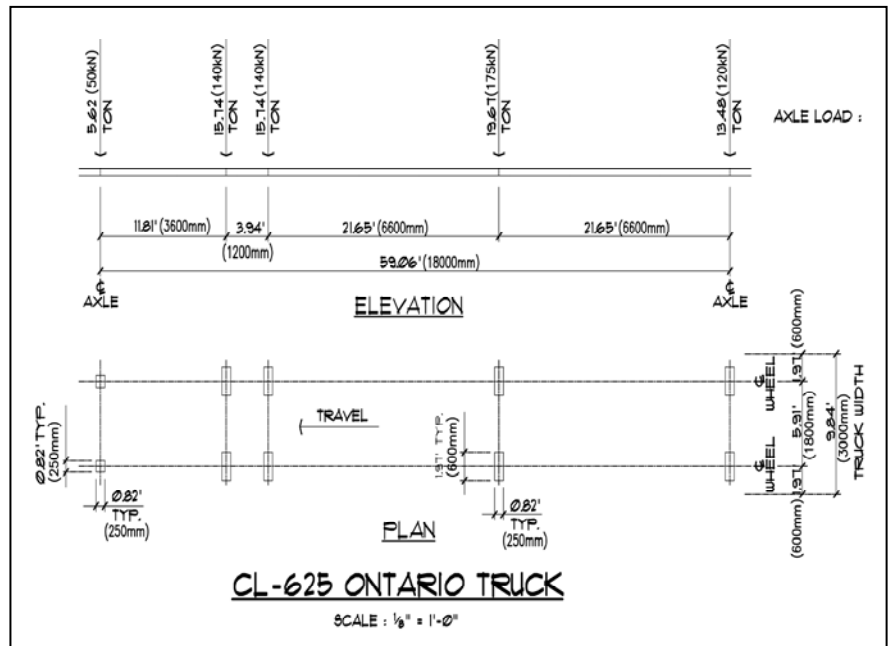 5.62 (50kN)
TON
15.74 (140kN)
TON
15.74 (140kN)
TON
19.67 (175kN)
TON
13.48 (120kN)
TON
AXLE LOAD :
11.81' (3600mm)
3.94'
(1200mm)
21.65' (6600mm)
21.65' (6600mm)
59.06' (18000mm)
℄
AXLE
ELEVATION
℄
AXLE
0.82' TYP.
(250mm)
TRAVEL
1.97' TYP.
(600mm)
℄
WHEEL
℄
WHEEL
1.97' (600mm)
5.91'
(1800mm)
1.97'
(600mm)
9.84'
(3000mm)
TRUCK WIDTH
0.82'
TYP.
(250mm)
0.82'
TYP.
(250mm)
PLAN
CL-625 ONTARIO TRUCK
SCALE : 1/8" = 1'-0"